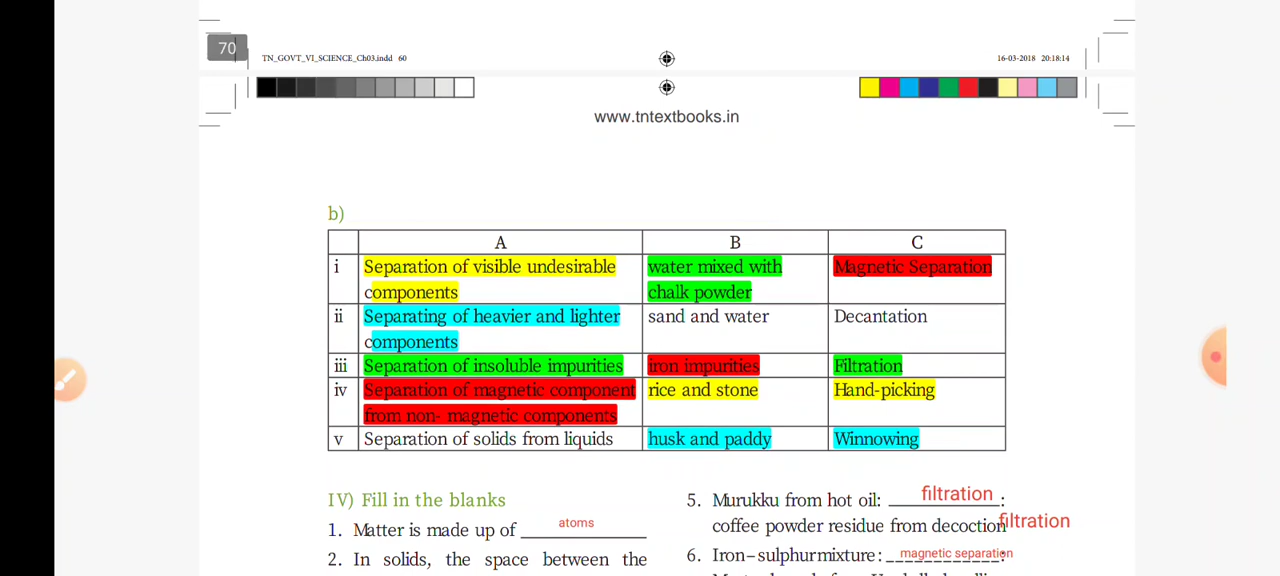 70
TN_GOVT_VI_SCIENCE_Ch03.indd 60
16-03-2018 20:18:14
www.tntextbooks.in
b)
A B C
i Separation of visible undesirable components water mixed with chalk powder Magnetic Separation
ii Separating of heavier and lighter components sand and water Decantation
iii Separation of insoluble impurities iron impurities Filtration
iv Separation of magnetic component from non- magnetic components rice and stone Hand-picking
v Separation of solids from liquids husk and paddy Winnowing
IV) Fill in the blanks
1. Matter is made up of atoms
2. In solids, the space between the
5. Murukku from hot oil: filtration :
coffee powder residue from decoction filtration
6. Iron–sulphur mixture: magnetic separation: